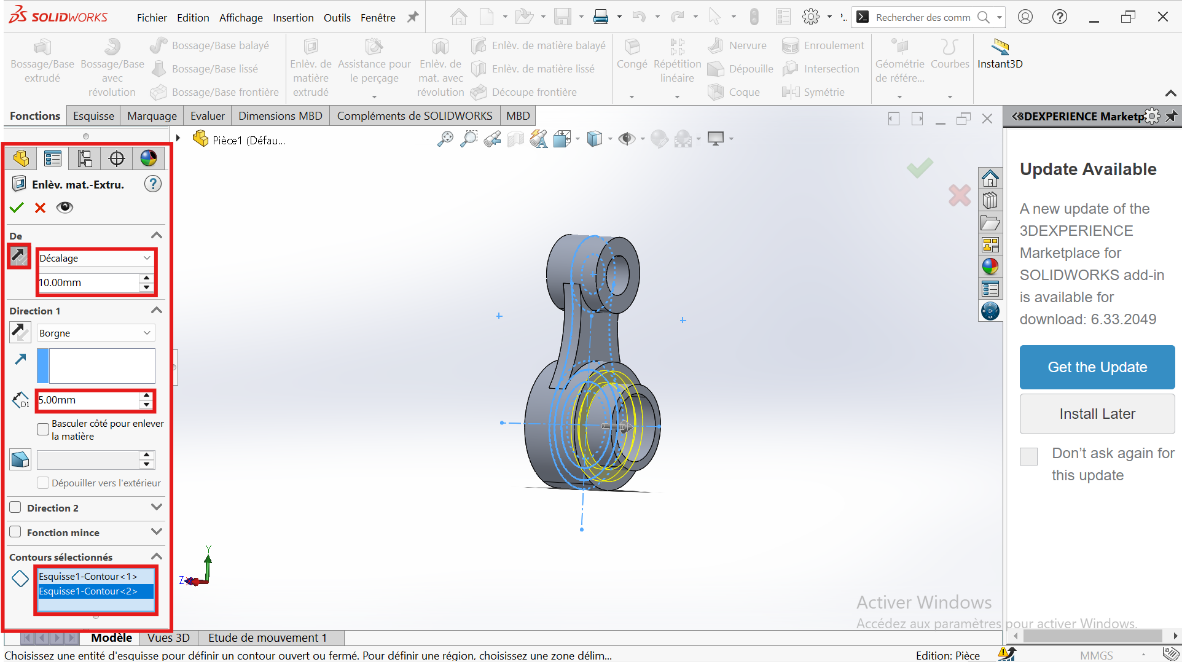 SOLIDWORKS
Fichier Edition Affichage Insertion Outils Fenêtre
Rechercher des comm
Bossage/Base extrudé
Bossage/Base avec révolution
Bossage/Base balayé
Bossage/Base lissé
Bossage/Base frontière
Enlèv. de matière extrudé
Assistance pour le perçage
Enlèv. de mat. avec révolution
Enlèv. de matière balayé
Enlèv. de matière lissé
Découpe frontière
Congé
Répétition linéaire
Nervure
Dépouille
Coque
Enroulement
Intersection
Symétrie
Géométrie de référe...
Courbes
Instant3D
Fonctions Esquisse Marquage Evaluer Dimensions MBD Compléments de SOLIDWORKS MBD
Pièce1 (Défau...
3DEXPERIENCE Marketp
Enlèv. mat.-Extru.
De
Décalage
10.00mm
Direction 1
Borgne
5.00mm
Basculer côté pour enlever
la matière
Dépouiller vers l'extérieur
Direction 2
Fonction mince
Contours sélectionnés
Esquisse1-Contour<1>
Esquisse1-Contour<2>
Y
Z
Update Available
A new update of the
3DEXPERIENCE
Marketplace for
SOLIDWORKS add-in
is available for
download: 6.33.2049
Get the Update
Install Later
Don't ask again for
this update
Activer Windows
Accédez aux paramètres pour activer Windows.
Modèle Vues 3D Etude de mouvement 1
Choisissez une entité d'esquisse pour définir un contour ouvert ou fermé. Pour définir une région, choisissez une zone délim...
Edition: Pièce
MMGS